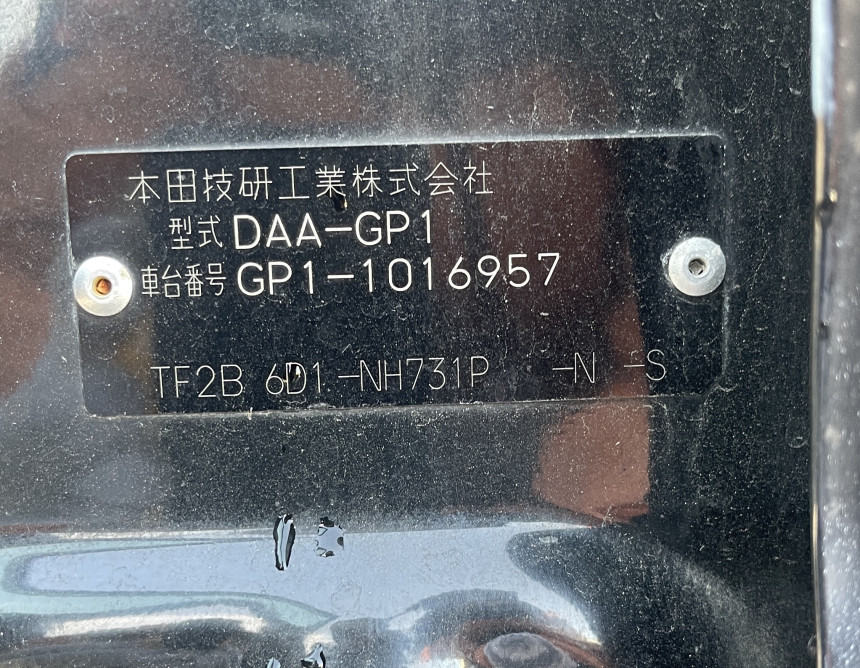 本田技研工業株式会社
型式 DAA-GP1
車台番号 GP1-1016957
TF2B 6D1-NH731P -N -S